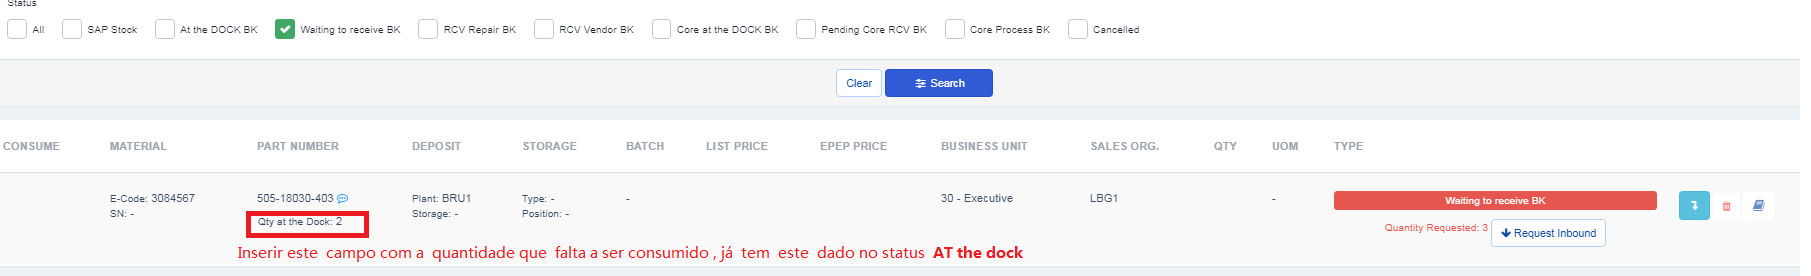 Status
All SAP Stock At the DOCK BK Waiting to receive BK RCV Repair BK RCV Vendor BK Core at the DOCK BK Pending Core RCV BK Core Process BK Cancelled
Clear Search
CONSUME MATERIAL PART NUMBER DEPOSIT STORAGE BATCH LIST PRICE EPEP PRICE BUSINESS UNIT SALES ORG. QTY UOM TYPE
E-Code: 3084567 505-18030-403 Plant: BRU1 Type: - - 30 - Executive LBG1 - Waiting to receive BK
SN: - Qty at the Dock: 2 Storage: - Position: -
Quantity Requested: 3 Request Inbound
Inserir este campo com a quantidade que falta a ser consumido , já tem este dado no status AT the dock